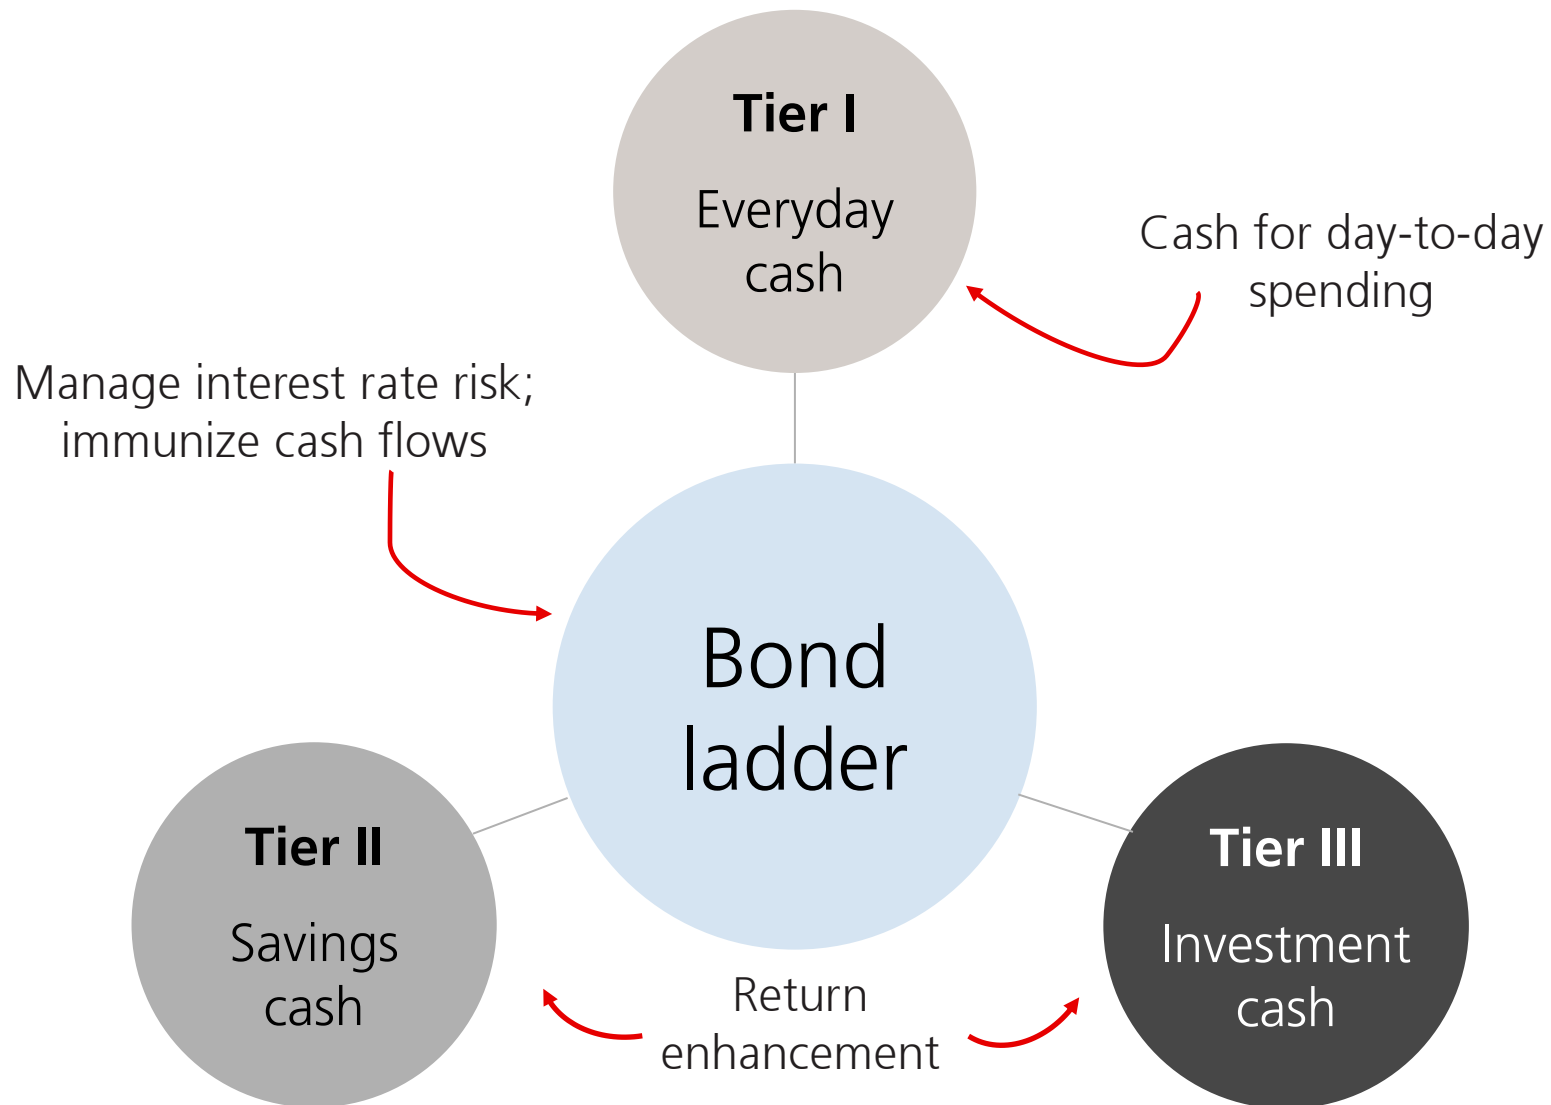 Tier I
Everyday
cash
Cash for day-to-day
spending
Manage interest rate risk;
immunize cash flows
Bond
ladder
Tier II
Savings
cash
Return
enhancement
Tier III
Investment
cash